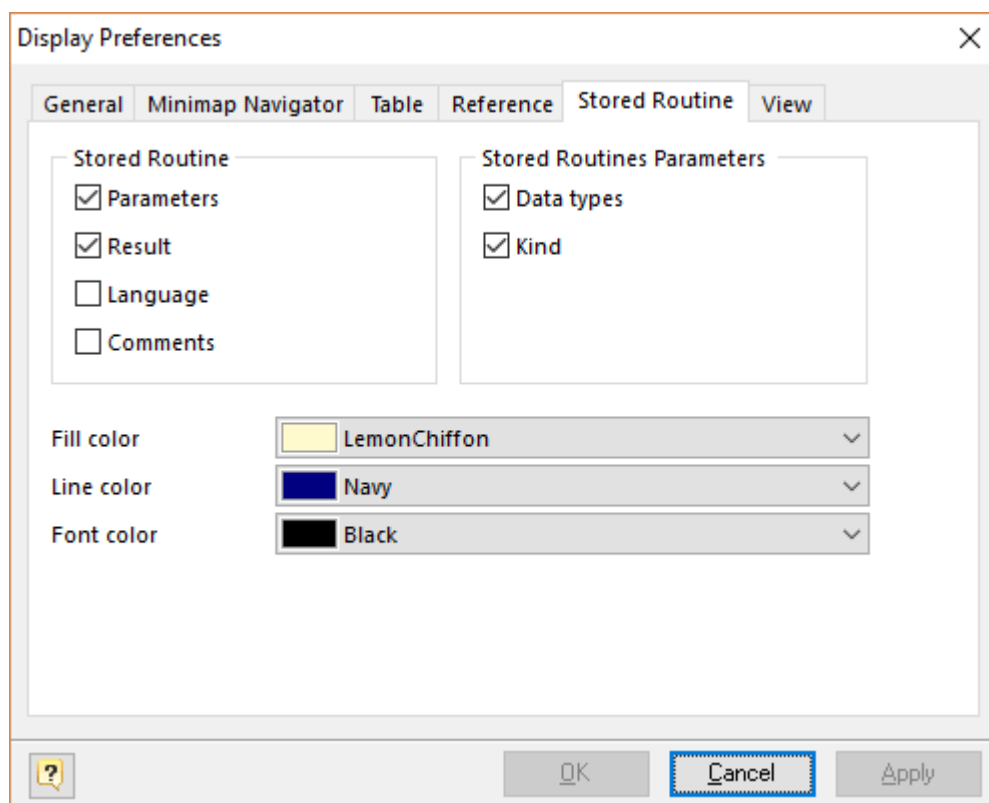 Display Preferences
General Minimap Navigator Table Reference Stored Routine View
Stored Routine
Parameters
Result
Language
Comments
Stored Routines Parameters
Data types
Kind
Fill color LemonChiffon
Line color Navy
Font color Black
? OK Cancel Apply